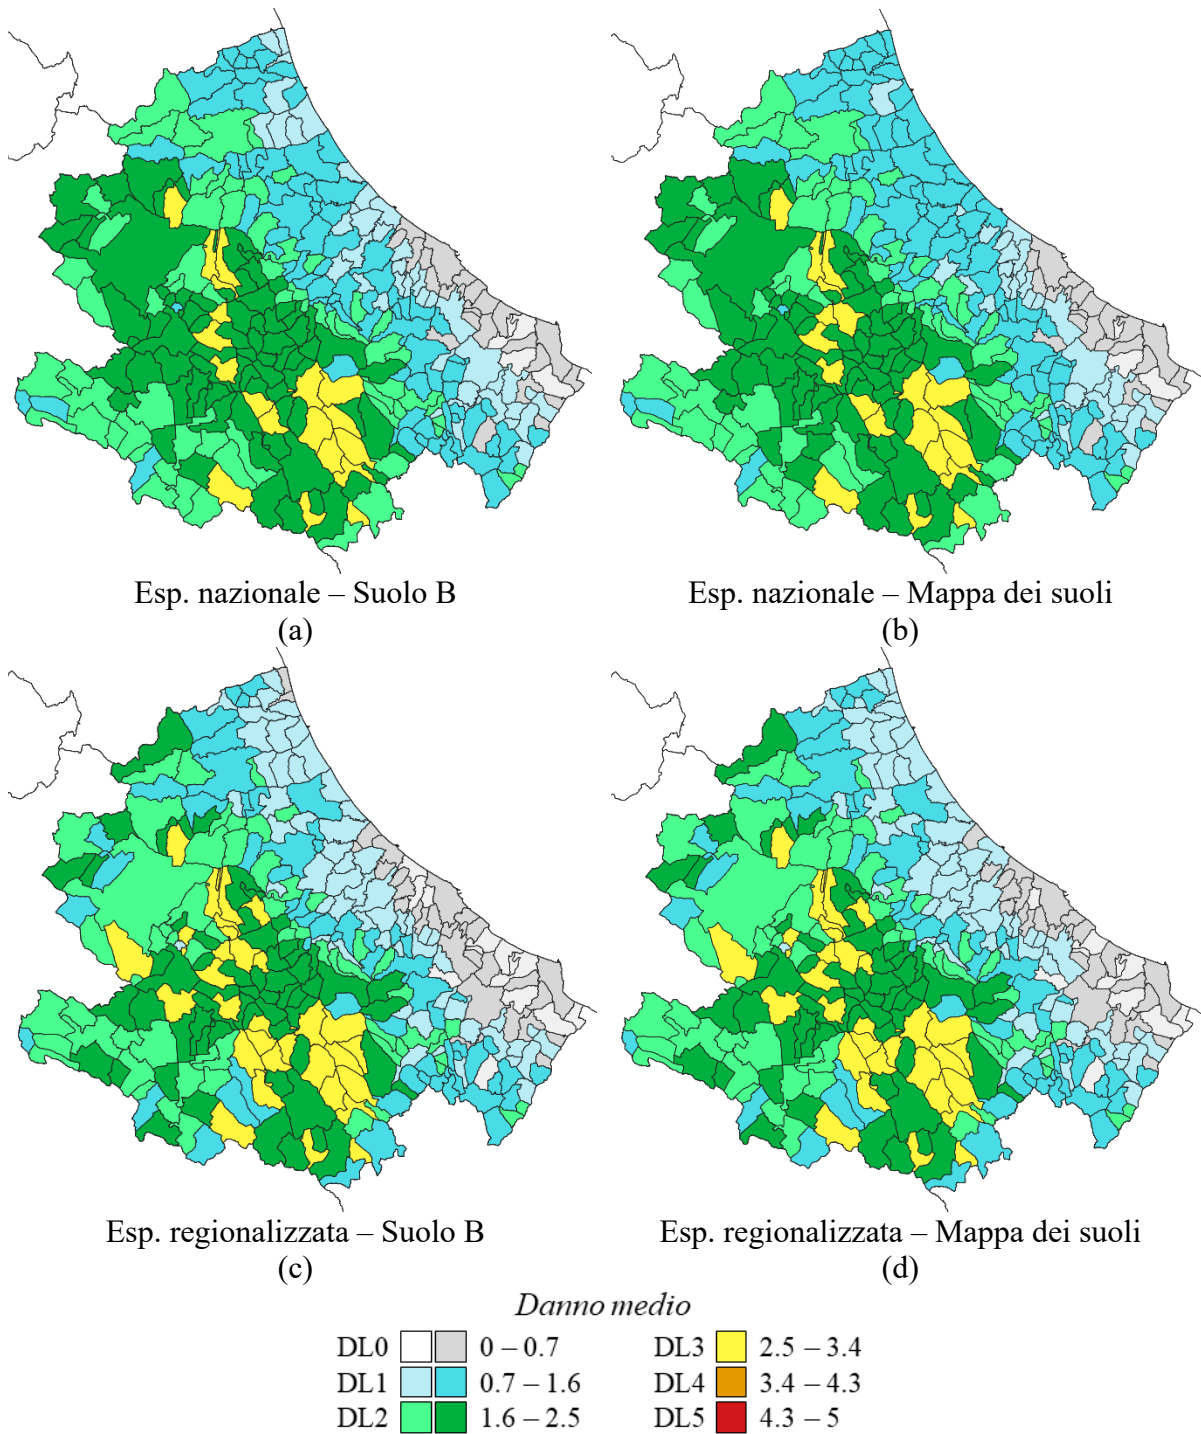 Esp. nazionale – Suolo B
(a)
Esp. nazionale – Mappa dei suoli
(b)
Esp. regionalizzata – Suolo B
(c)
Esp. regionalizzata – Mappa dei suoli
(d)
Danno medio
DL0 0 – 0.7
DL1 0.7 – 1.6
DL2 1.6 – 2.5
DL3 2.5 – 3.4
DL4 3.4 – 4.3
DL5 4.3 – 5